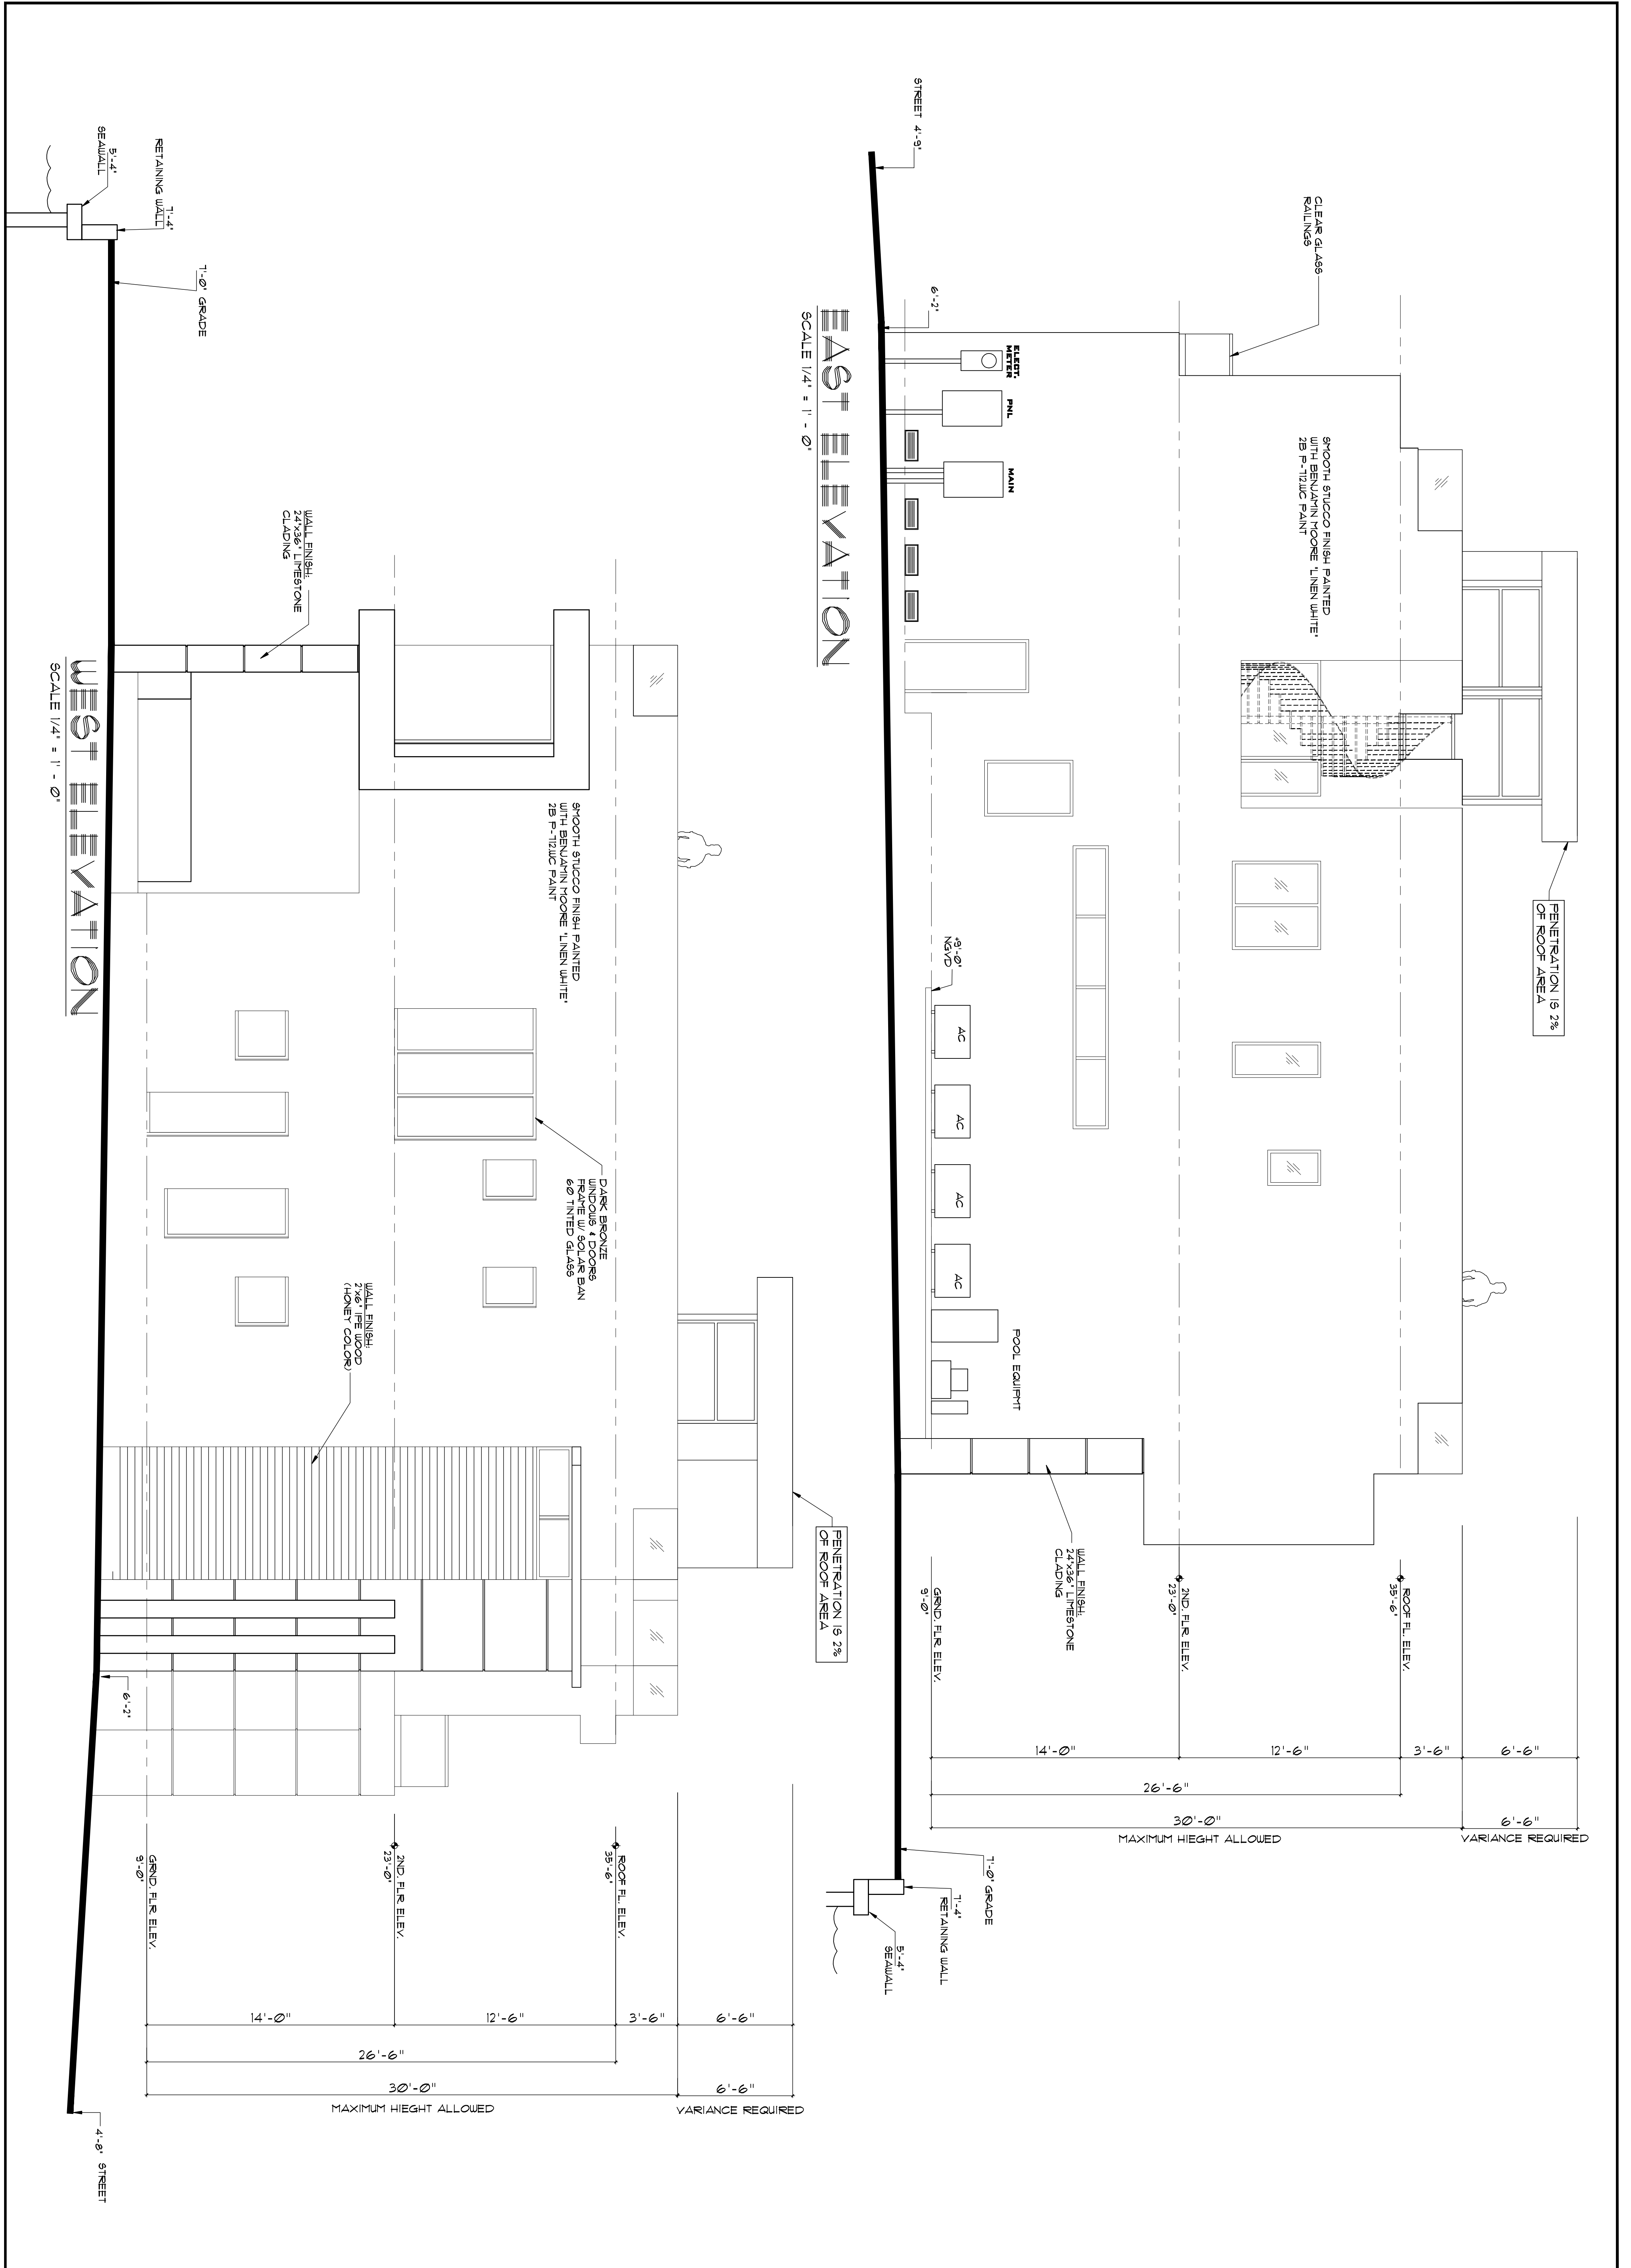 STREET 4'-9"
CLEAR GLASS
RAILINGS
6'-2"
ELECT.
METER
PNL
MAIN
SMOOTH STUCCO FINISH PAINTED
WITH BENJAMIN MOORE "LINEN WHITE"
2B P-712.WC PAINT
PENETRATION IS 2%
OF ROOF AREA
+9'-0"
NGVD
AC
AC
AC
AC
POOL EQUIPMT
WALL FINISH:
24"x36" LIMESTONE
CLADING
ROOF FL. ELEV.
35'-6"
2ND. FLR. ELEV.
23'-0"
GRND. FLR. ELEV.
9'-0"
14'-0"
12'-6"
3'-6"
6'-6"
26'-6"
30'-0"
6'-6"
MAXIMUM HIEGHT ALLOWED
VARIANCE REQUIRED
7'-0" GRADE
7'-4"
RETAINING WALL
5'-4"
SEAWALL
EAST ELEVATION
SCALE 1/4" = 1' - 0"
5'-4"
SEAWALL
7'-4"
RETAINING WALL
7'-0" GRADE
WALL FINISH:
24"x36" LIMESTONE
CLADING
SMOOTH STUCCO FINISH PAINTED
WITH BENJAMIN MOORE "LINEN WHITE"
2B P-712.WC PAINT
DARK BRONZE
WINDOWS & DOORS
FRAME W/ SOLAR BAN
60 TINTED GLASS
WALL FINISH:
2"x6" IPE WOOD
(HONEY COLOR)
PENETRATION IS 2%
OF ROOF AREA
6'-2"
ROOF FL. ELEV.
35'-6"
2ND. FLR. ELEV.
23'-0"
GRND. FLR. ELEV.
9'-0"
14'-0"
12'-6"
3'-6"
6'-6"
26'-6"
30'-0"
6'-6"
MAXIMUM HIEGHT ALLOWED
VARIANCE REQUIRED
4'-8" STREET
WEST ELEVATION
SCALE 1/4" = 1' - 0"